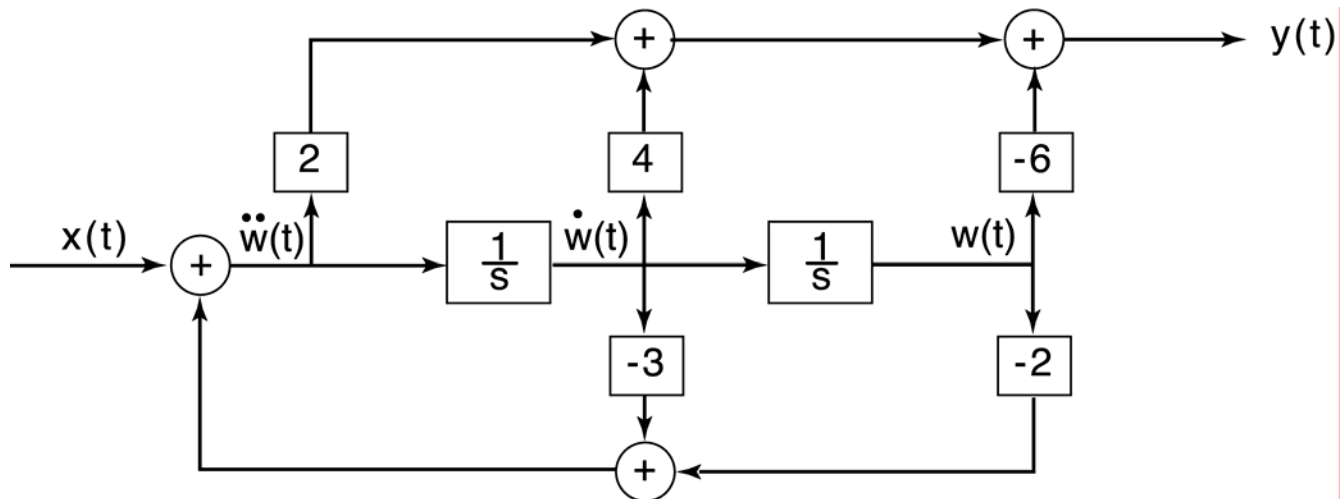 + + y(t)
2 4 -6
x(t) + ẅ(t) 1/s ẇ(t) 1/s w(t)
-3 -2
+